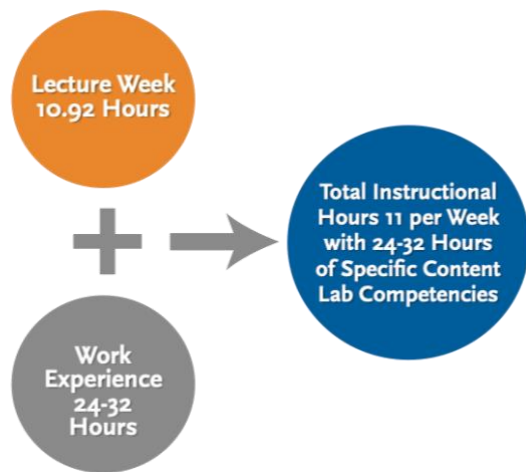 Lecture Week
10.92 Hours
Work
Experience
24-32
Hours
Total Instructional
Hours 11 per Week
with 24-32 Hours
of Specific Content
Lab Competencies